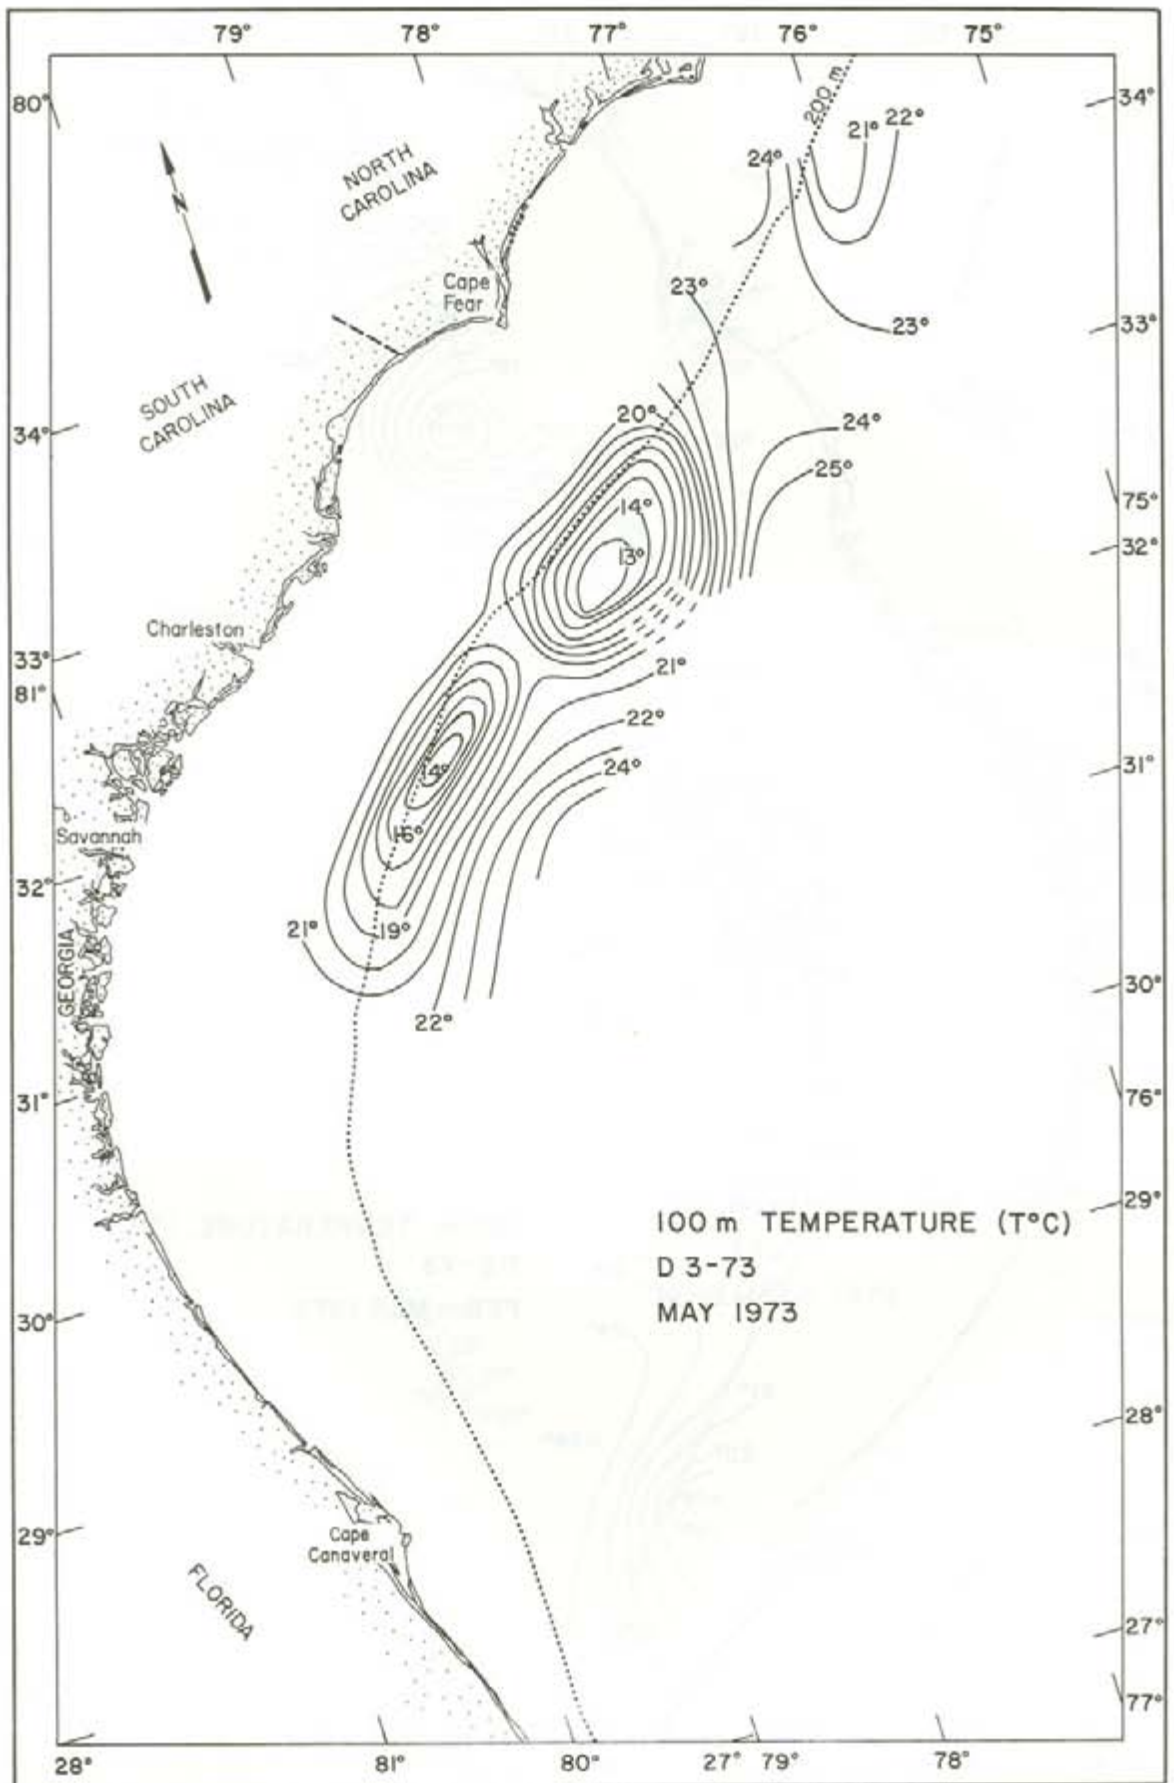 79° 78° 77° 76° 75°
80°
34°
200 m
21° 22°
24°
N
NORTH
CAROLINA
Cape
Fear
23°
23°
33°
SOUTH
CAROLINA
34°
20°
24°
25°
75°
14°
32°
13°
Charleston
33°
81°
21°
22°
24°
31°
14°
16°
Savannah
32°
21°
19°
GEORGIA
30°
22°
31°
76°
29°
100 m TEMPERATURE (T°C)
D 3-73
MAY 1973
30°
28°
29°
Cape
Canaveral
FLORIDA
27°
77°
28° 81° 80° 27° 79° 78°